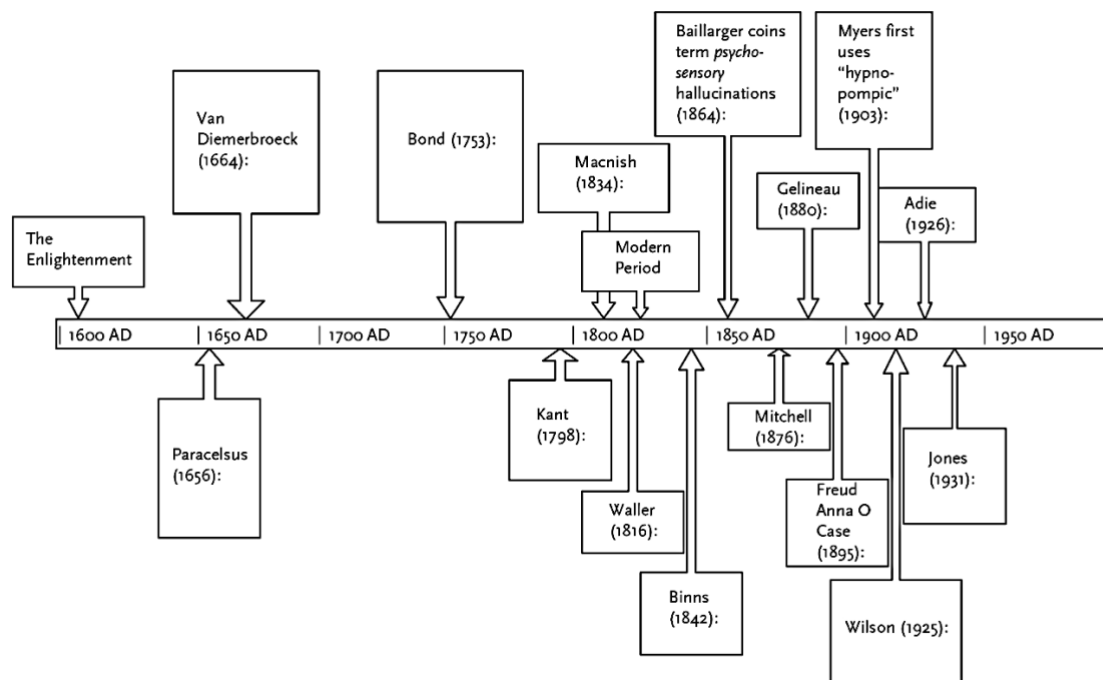 Baillarger coins
term psycho-
sensory
hallucinations
(1864):
Myers first
uses
“hypno-
pompic”
(1903):
Van
Diemerbroeck
(1664):
Bond (1753):
Macnish
(1834):
Gelineau
(1880):
Adie
(1926):
The
Enlightenment
Modern
Period
1600 AD
1650 AD
1700 AD
1750 AD
1800 AD
1850 AD
1900 AD
1950 AD
Paracelsus
(1656):
Kant
(1798):
Waller
(1816):
Binns
(1842):
Mitchell
(1876):
Freud
Anna O
Case
(1895):
Jones
(1931):
Wilson (1925):